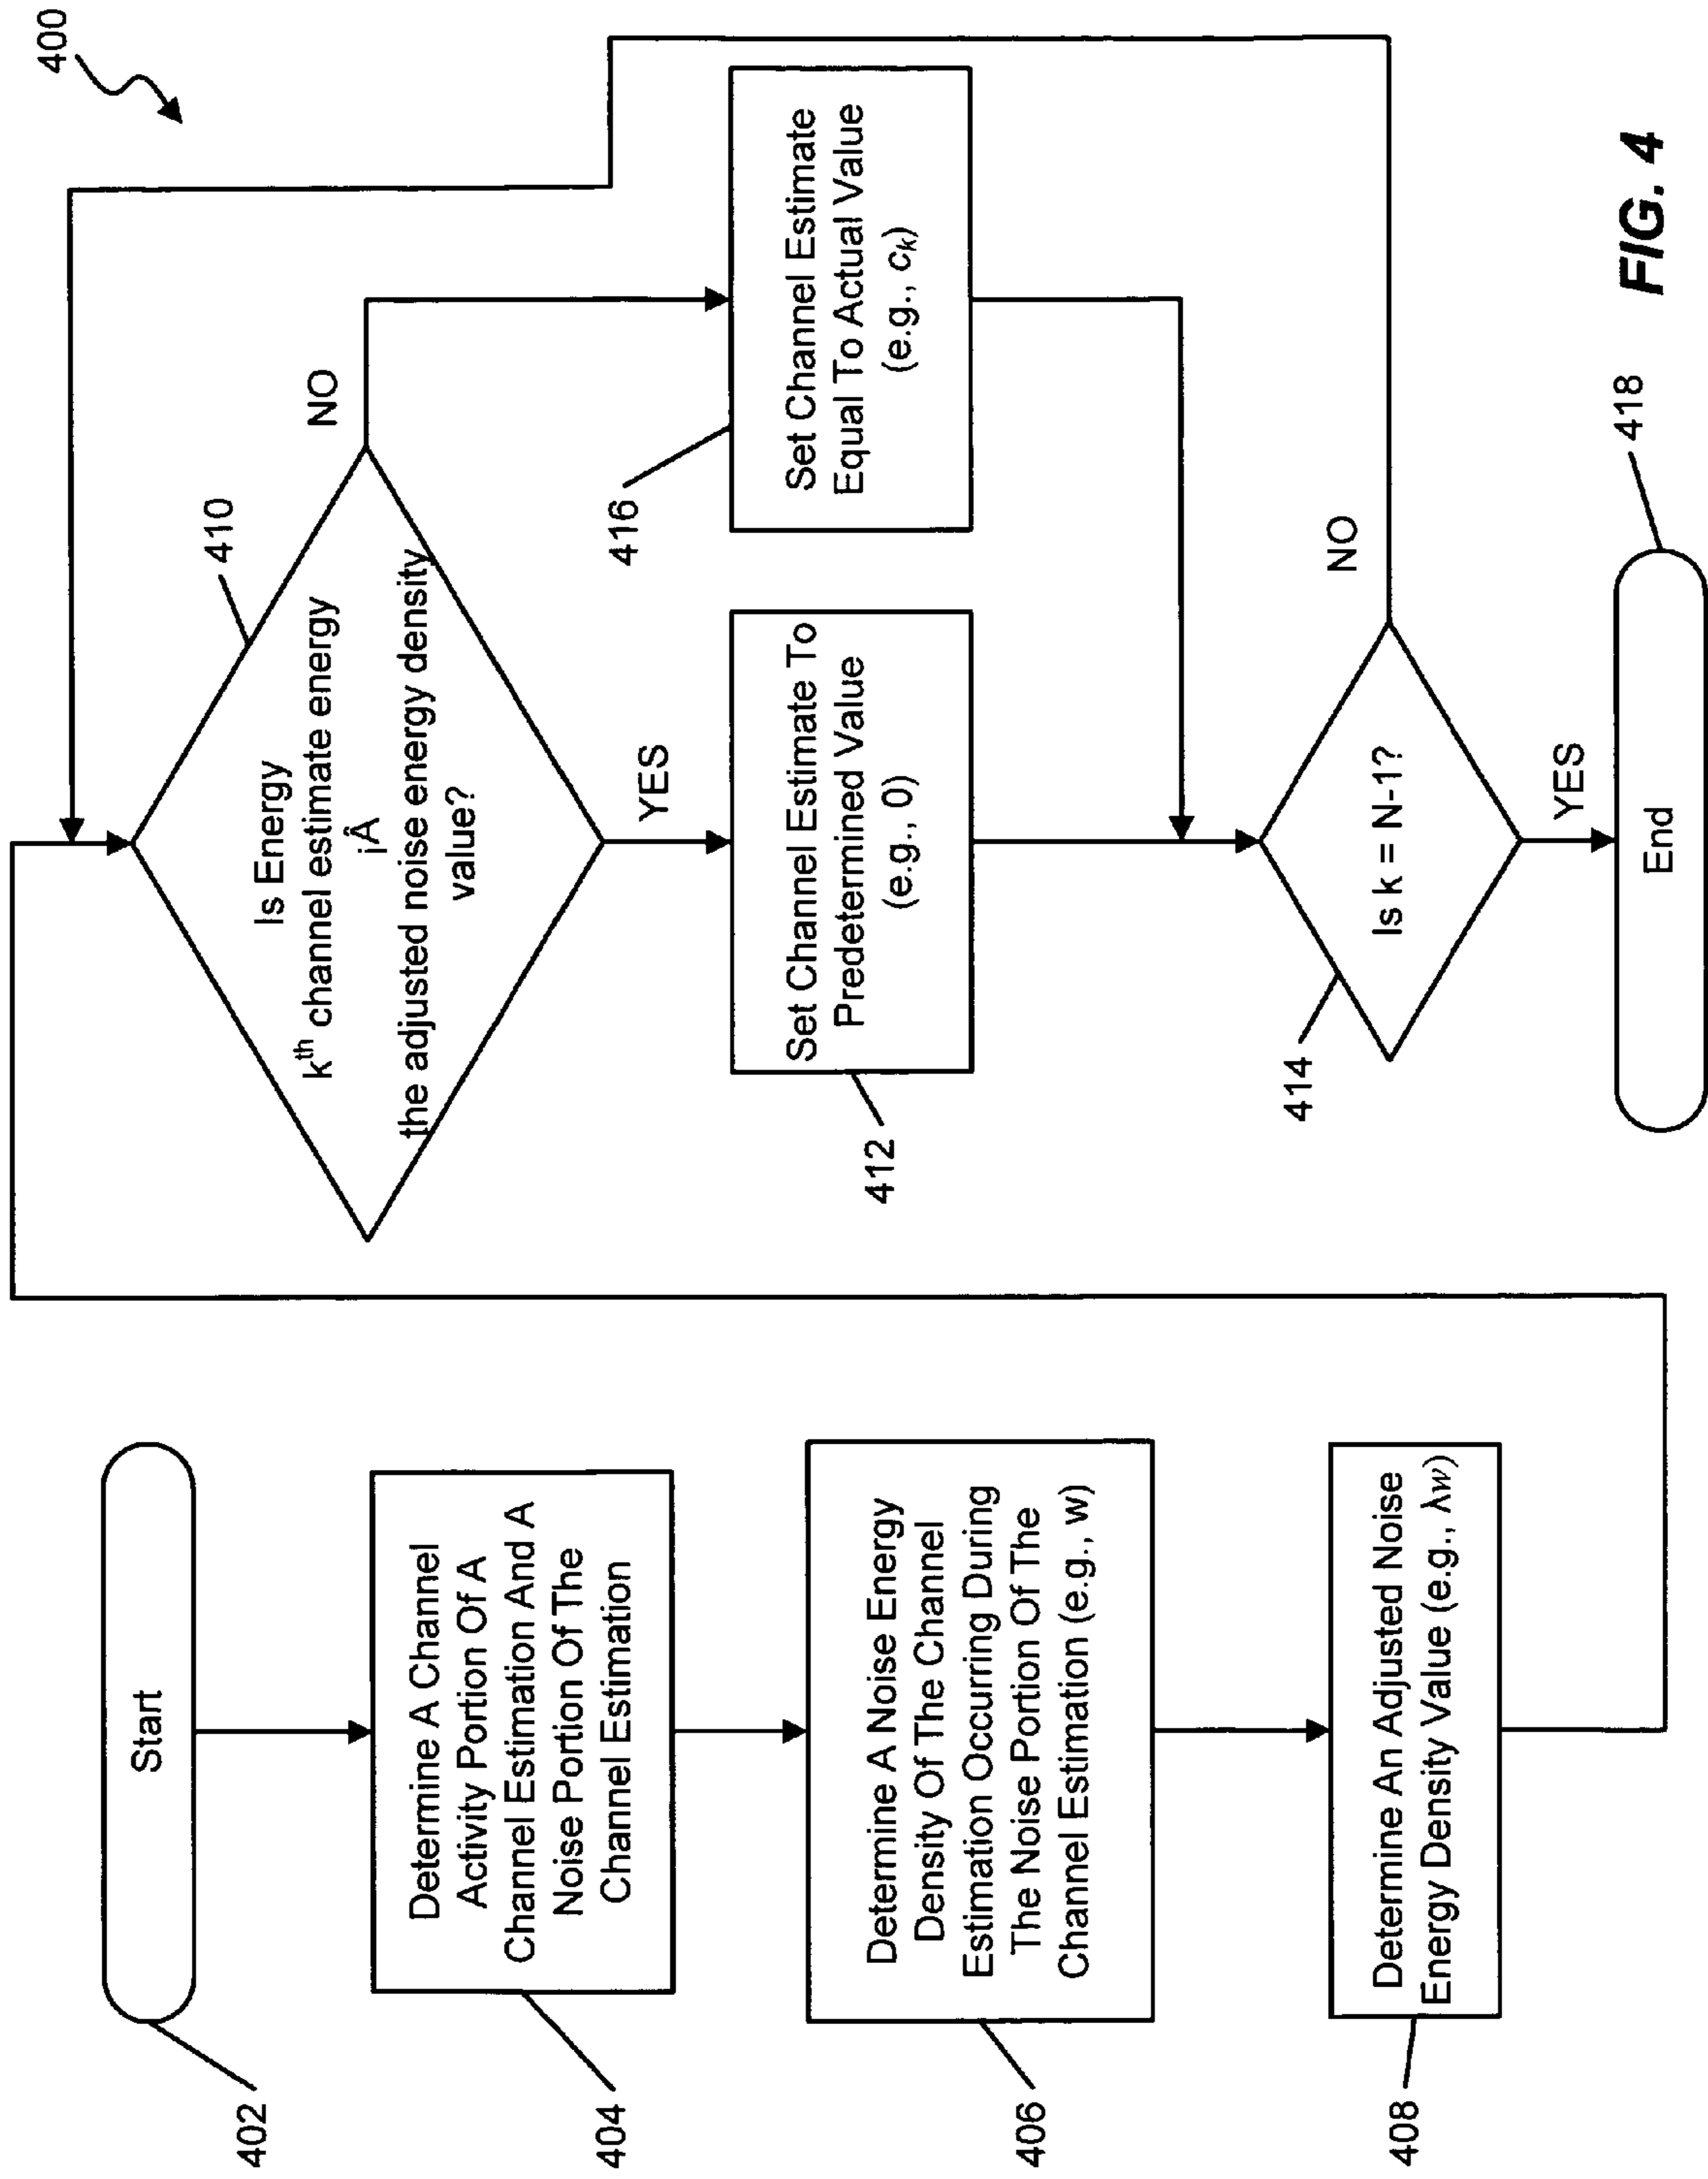 400
402
Start
404
Determine A Channel
Activity Portion Of A
Channel Estimation And A
Noise Portion Of The
Channel Estimation
406
Determine A Noise Energy
Density Of The Channel
Estimation Occurring During
The Noise Portion Of The
Channel Estimation (e.g., w)
408
Determine An Adjusted Noise
Energy Density Value (e.g., λw)
410
Is Energy
kth channel estimate energy
¡Â
the adjusted noise energy density
value?
NO
YES
412
Set Channel Estimate To
Predetermined Value
(e.g., 0)
416
Set Channel Estimate
Equal To Actual Value
(e.g., ck)
414
Is k = N-1?
NO
YES
418
End
FIG. 4